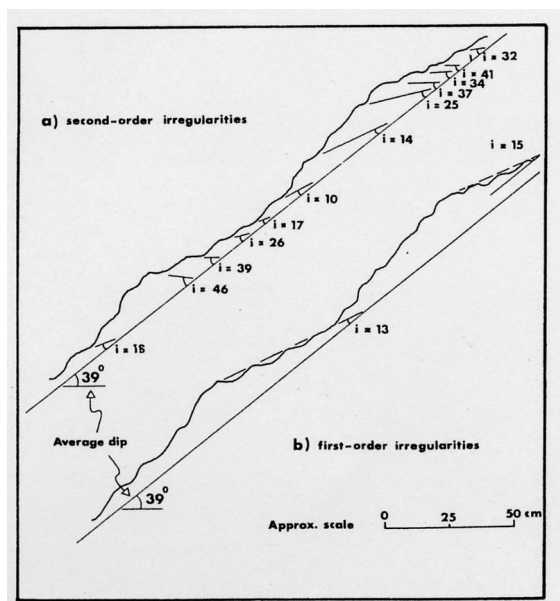 i = 32
i = 41
i = 34
i = 37
i = 25
a) second-order irregularities
i = 14
i = 15
i = 10
i = 17
i = 26
i = 39
i = 46
i = 13
i = 18
39°
Average dip
b) first-order irregularities
39°
Approx. scale
0 25 50 cm